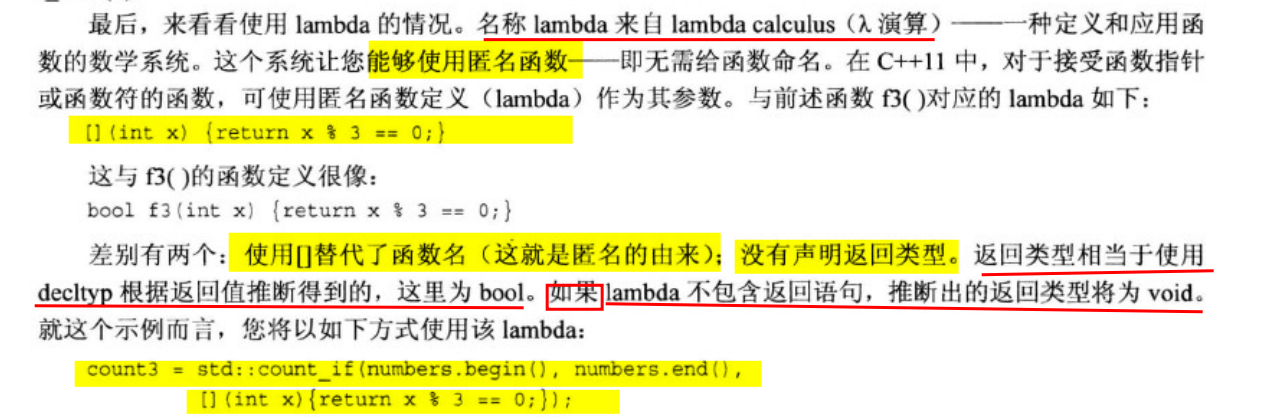 最后，来看看使用 lambda 的情况。名称 lambda 来自 lambda calculus（λ 演算）———一种定义和应用函
数的数学系统。这个系统让您能够使用匿名函数——即无需给函数命名。在 C++11 中，对于接受函数指针
或函数符的函数，可使用匿名函数定义（lambda）作为其参数。与前述函数 f3( )对应的 lambda 如下：
[](int x) {return x % 3 == 0;}
这与 f3( )的函数定义很像：
bool f3(int x) {return x % 3 == 0;}
差别有两个：使用[]替代了函数名（这就是匿名的由来）；没有声明返回类型。返回类型相当于使用
decltyp 根据返回值推断得到的，这里为 bool。如果 lambda 不包含返回语句，推断出的返回类型将为 void。
就这个示例而言，您将以如下方式使用该 lambda：
count3 = std::count_if(numbers.begin(), numbers.end(),
[](int x){return x % 3 == 0;});